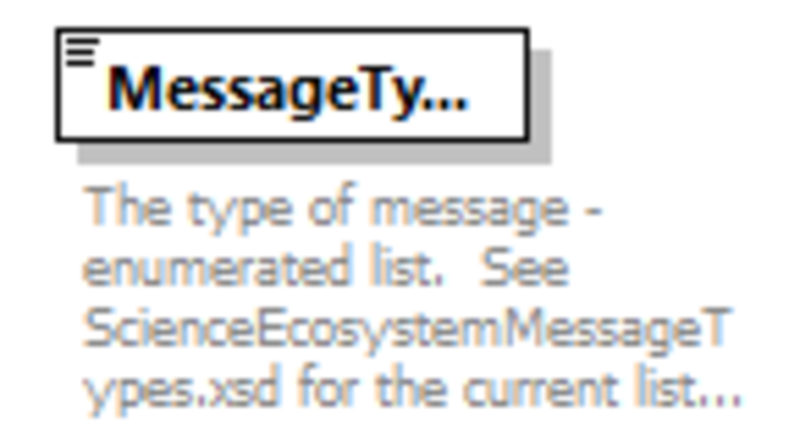 MessageTy...
The type of message -
enumerated list.  See
ScienceEcosystemMessageT
ypes.xsd for the current list...